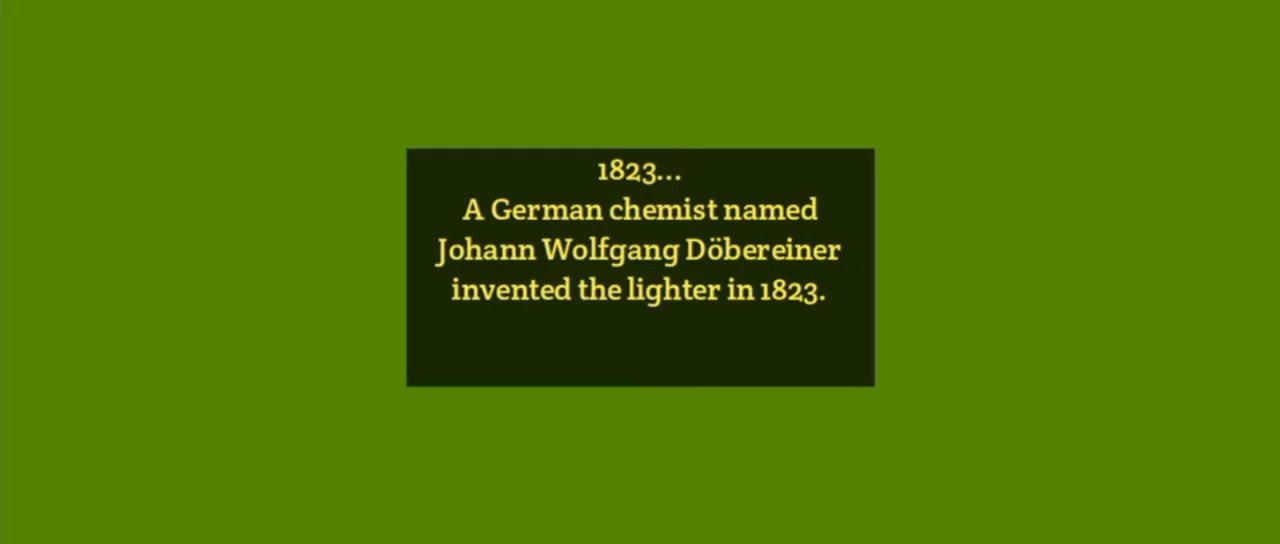 1823...
A German chemist named
Johann Wolfgang Döbereiner
invented the lighter in 1823.